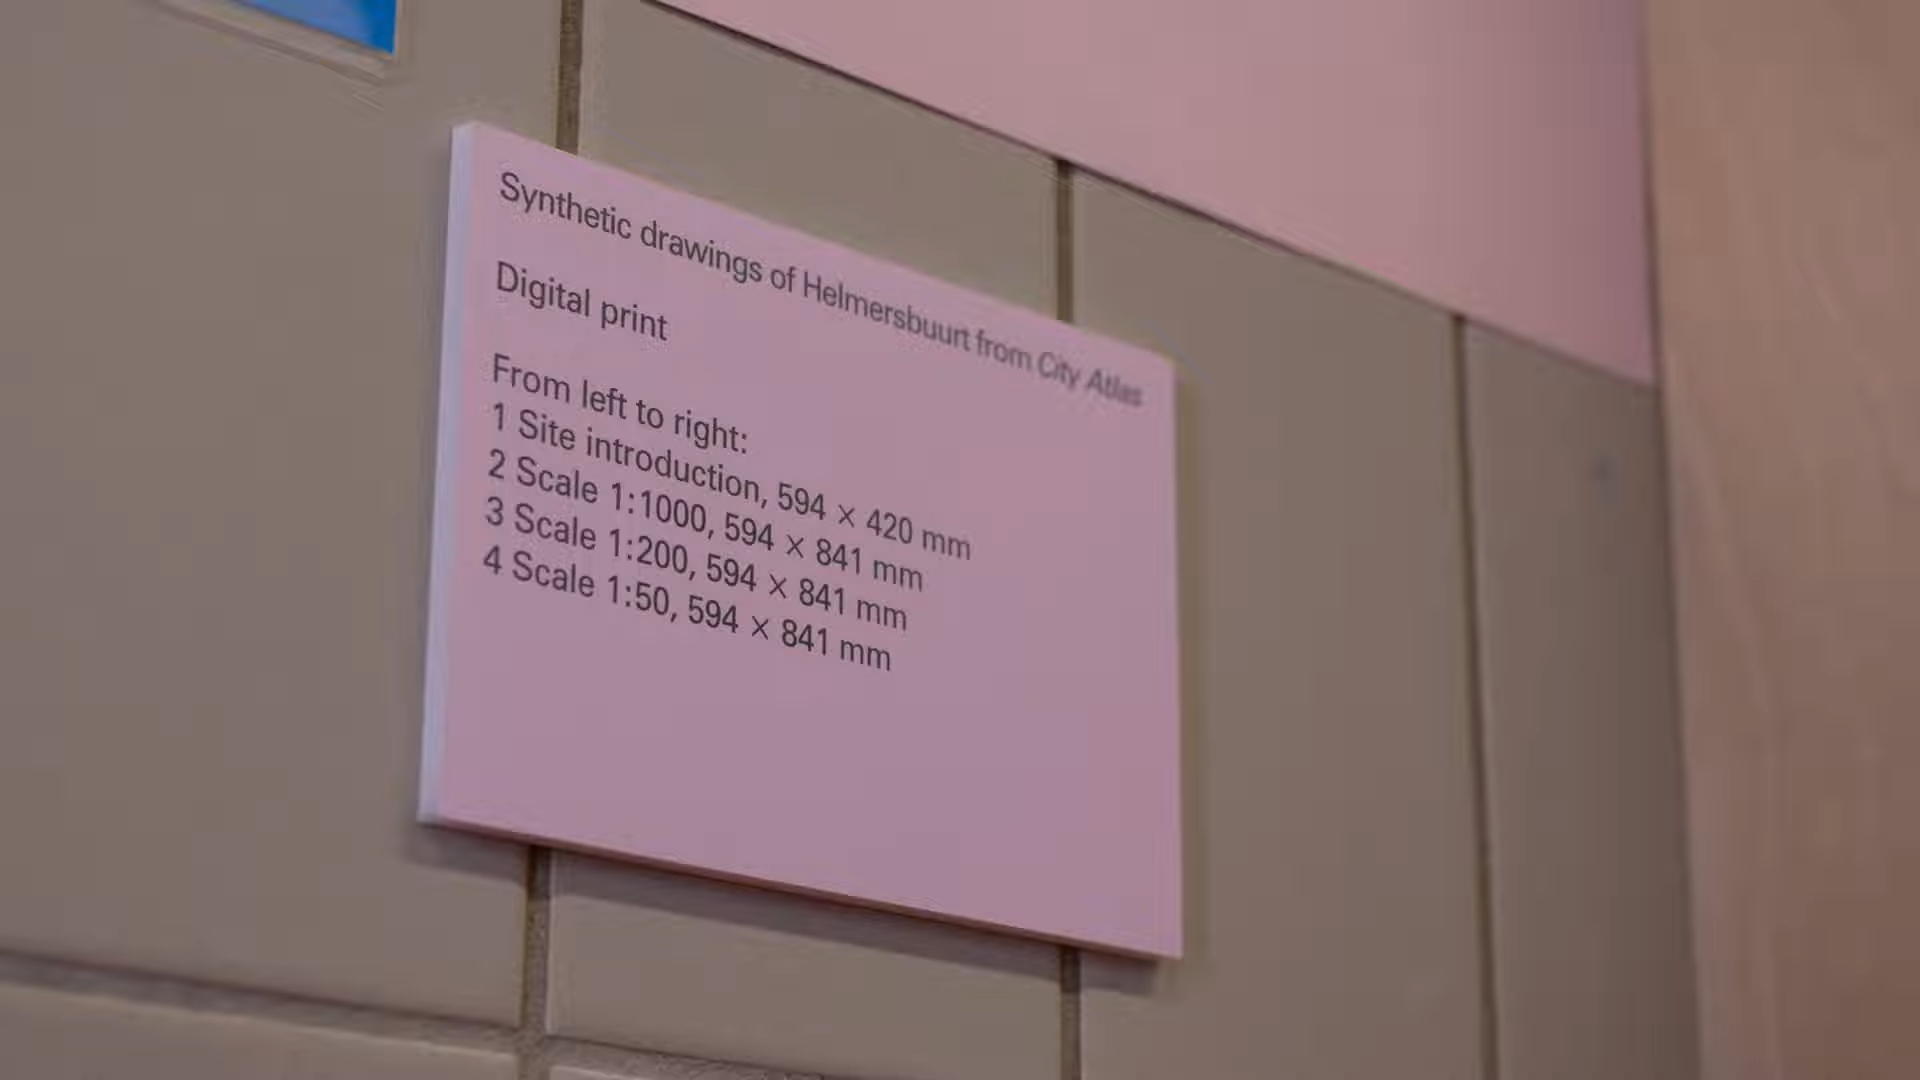 Synthetic drawings of Helmersbuurt from City Atlas
Digital print
From left to right:
1 Site introduction, 594 × 420 mm
2 Scale 1:1000, 594 × 841 mm
3 Scale 1:200, 594 × 841 mm
4 Scale 1:50, 594 × 841 mm